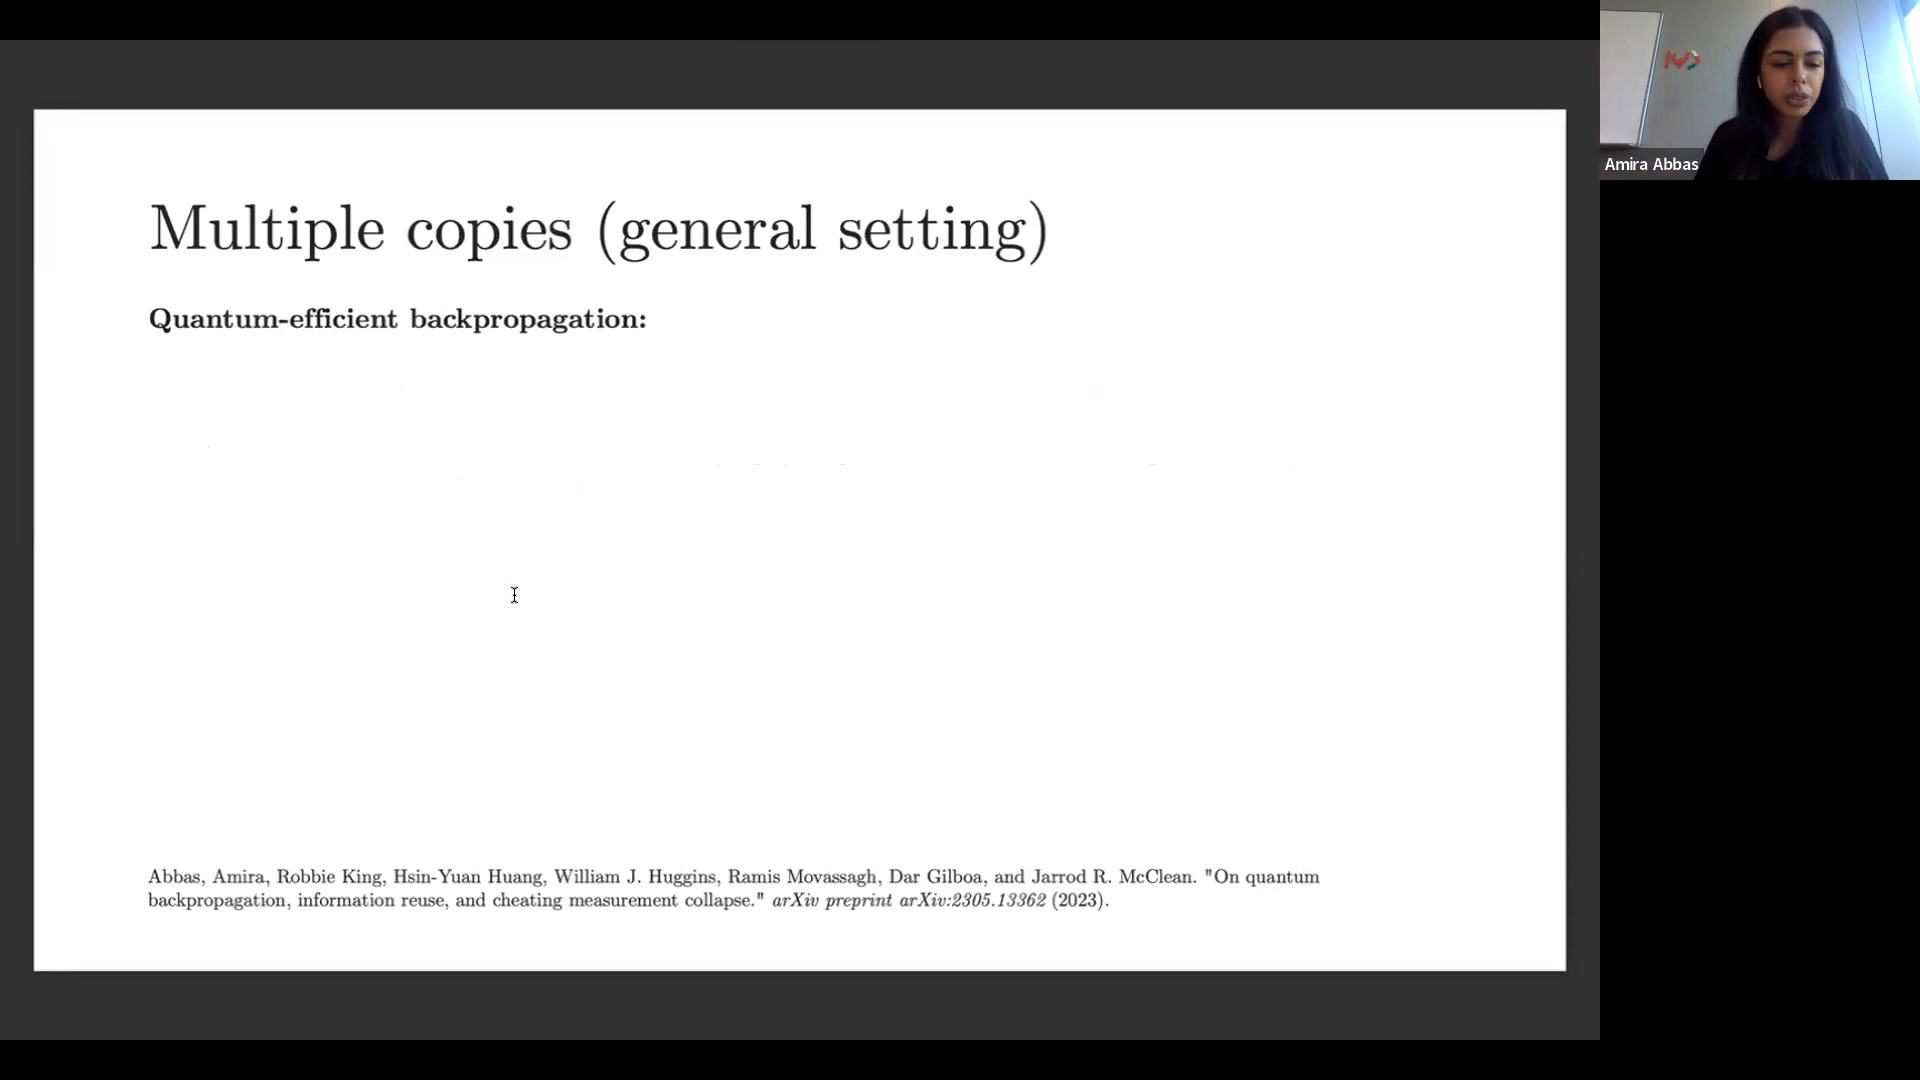 Multiple copies (general setting)
Quantum-efficient backpropagation:
Abbas, Amira, Robbie King, Hsin-Yuan Huang, William J. Huggins, Ramis Movassagh, Dar Gilboa, and Jarrod R. McClean. "On quantum
backpropagation, information reuse, and cheating measurement collapse." arXiv preprint arXiv:2305.13362 (2023).
Amira Abbas